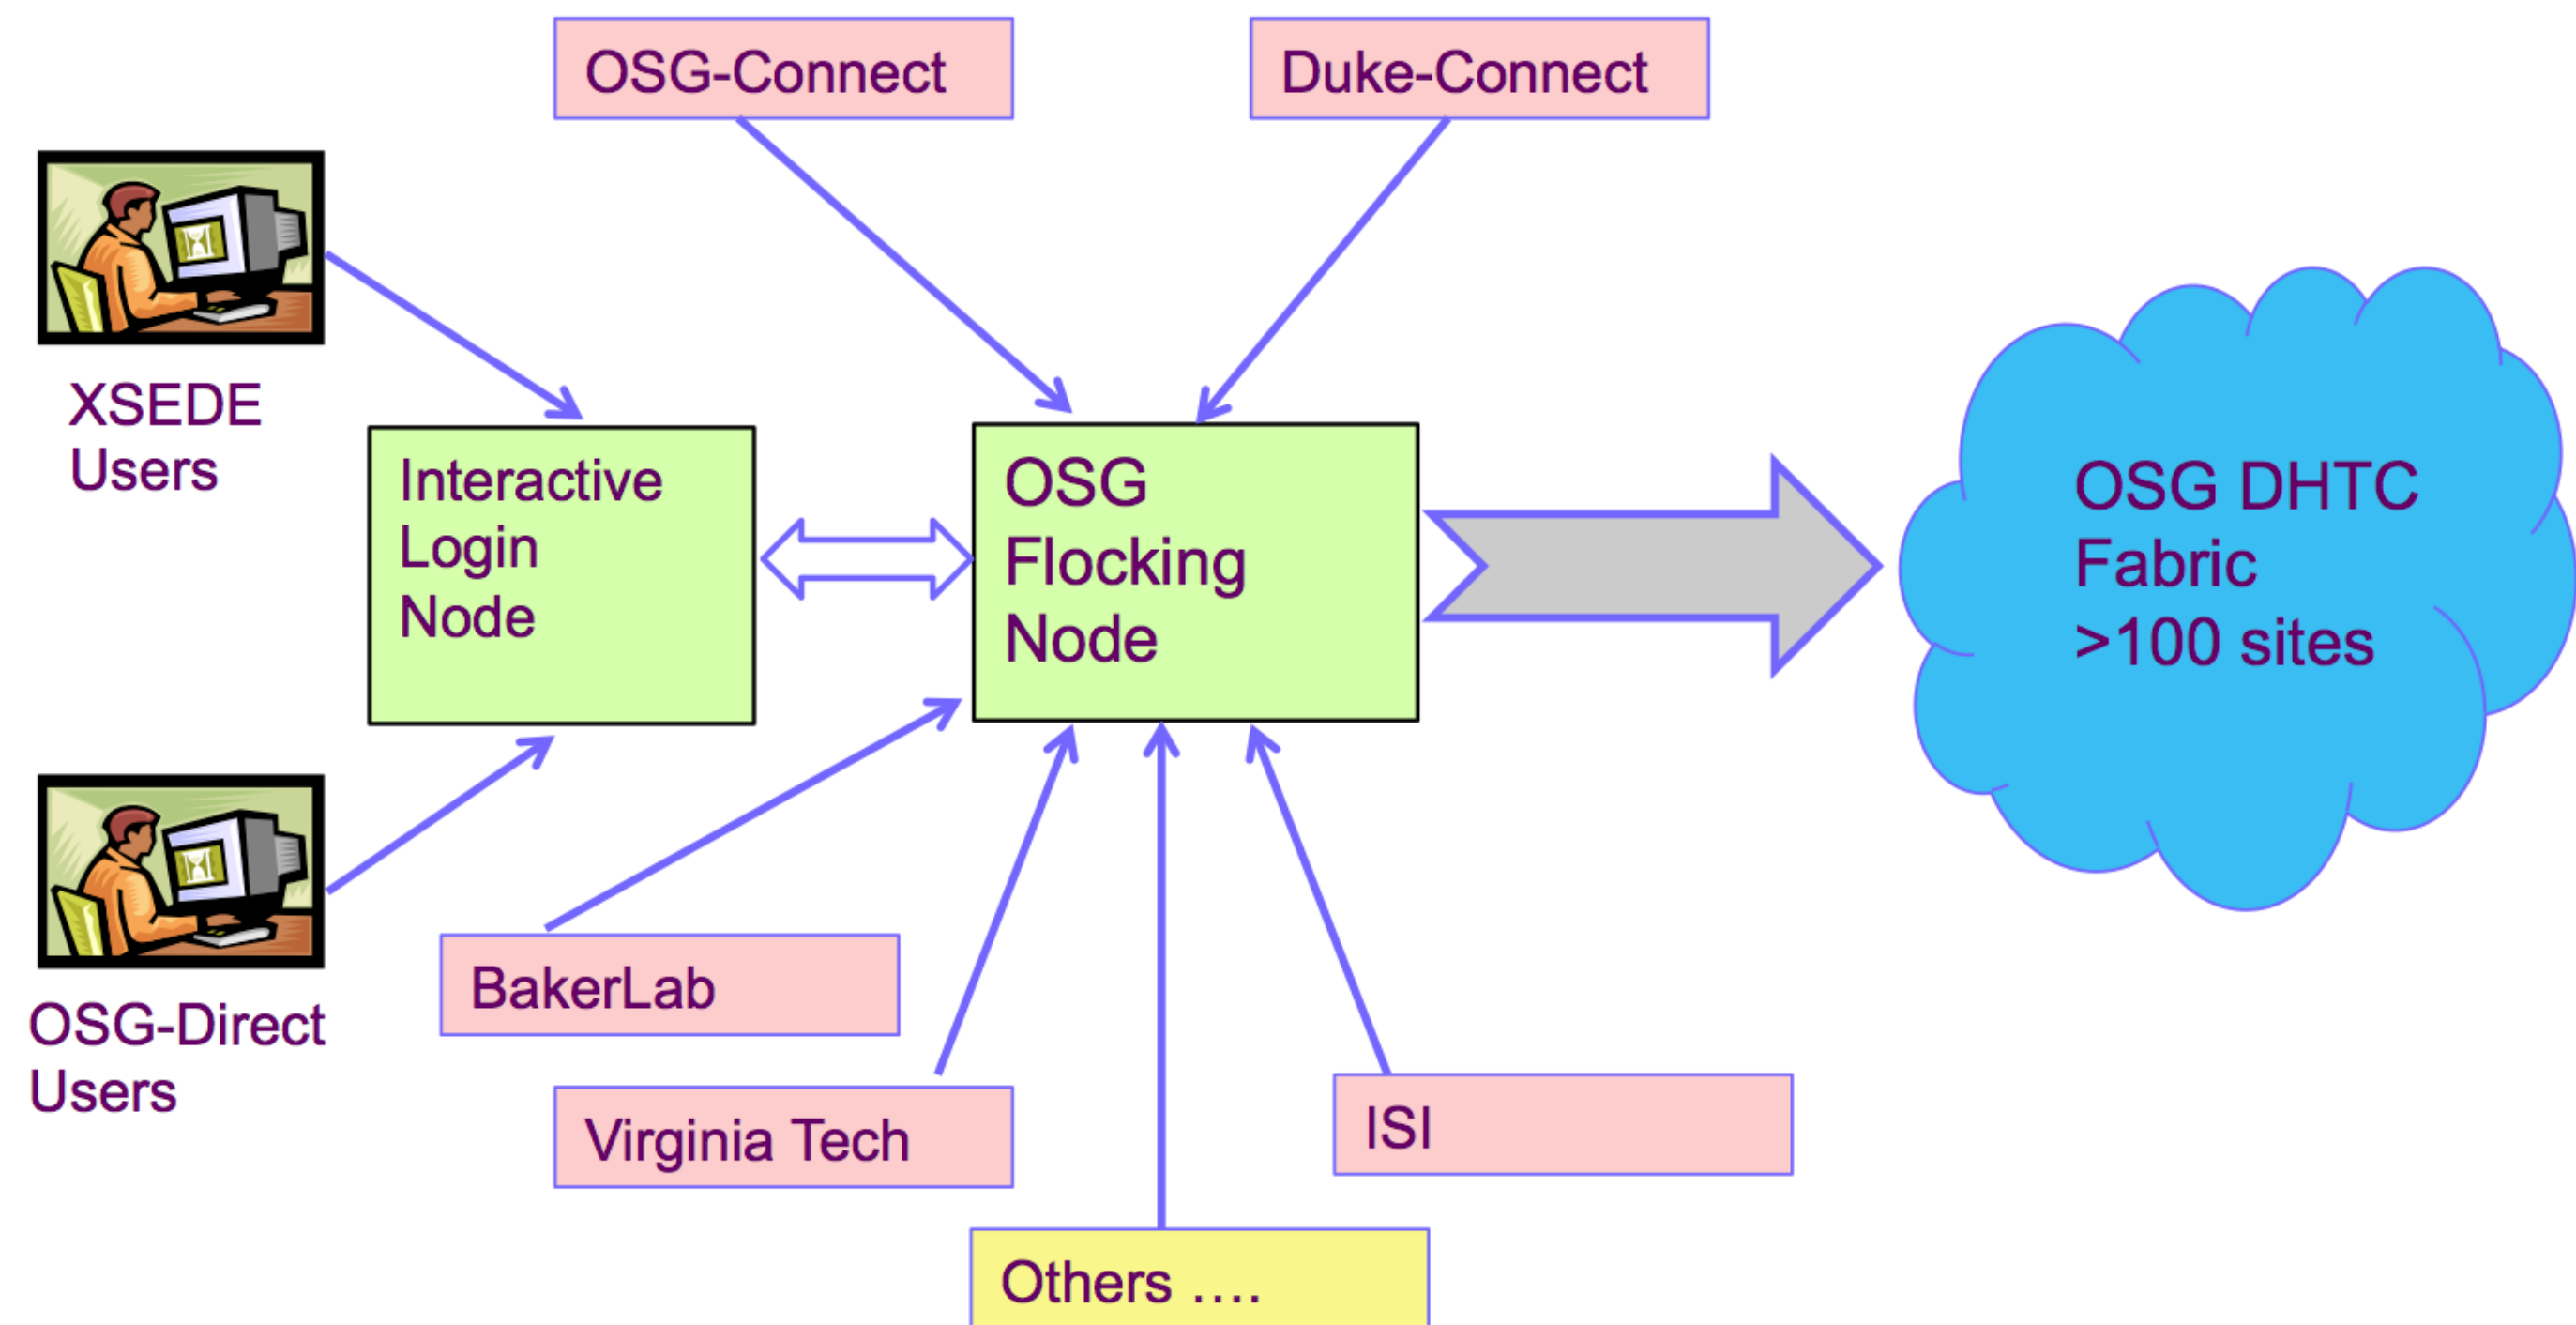 OSG-Connect
Duke-Connect
XSEDE
Users
Interactive
Login
Node
OSG
Flocking
Node
OSG DHTC
Fabric
>100 sites
OSG-Direct
Users
BakerLab
Virginia Tech
ISI
Others ....